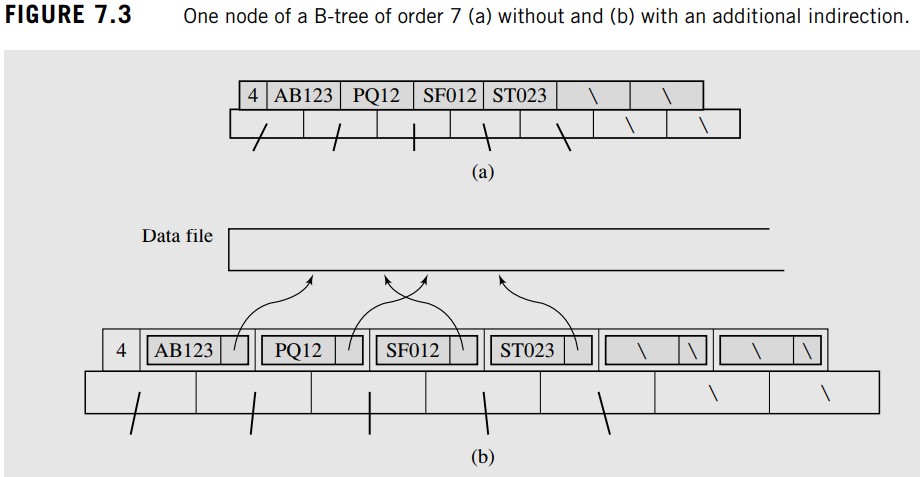 FIGURE 7.3 One node of a B-tree of order 7 (a) without and (b) with an additional indirection.
4 AB123 PQ12 SF012 ST023 \ \
\ \
(a)
Data file
4 AB123 PQ12 SF012 ST023 \ \ \ \
\ \
(b)